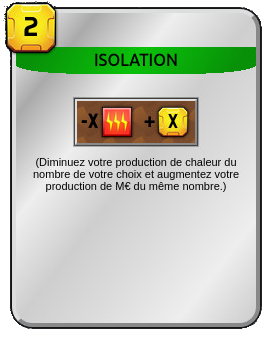 2
ISOLATION
-X + X
(Diminuez votre production de chaleur du
nombre de votre choix et augmentez votre
production de M€ du même nombre.)